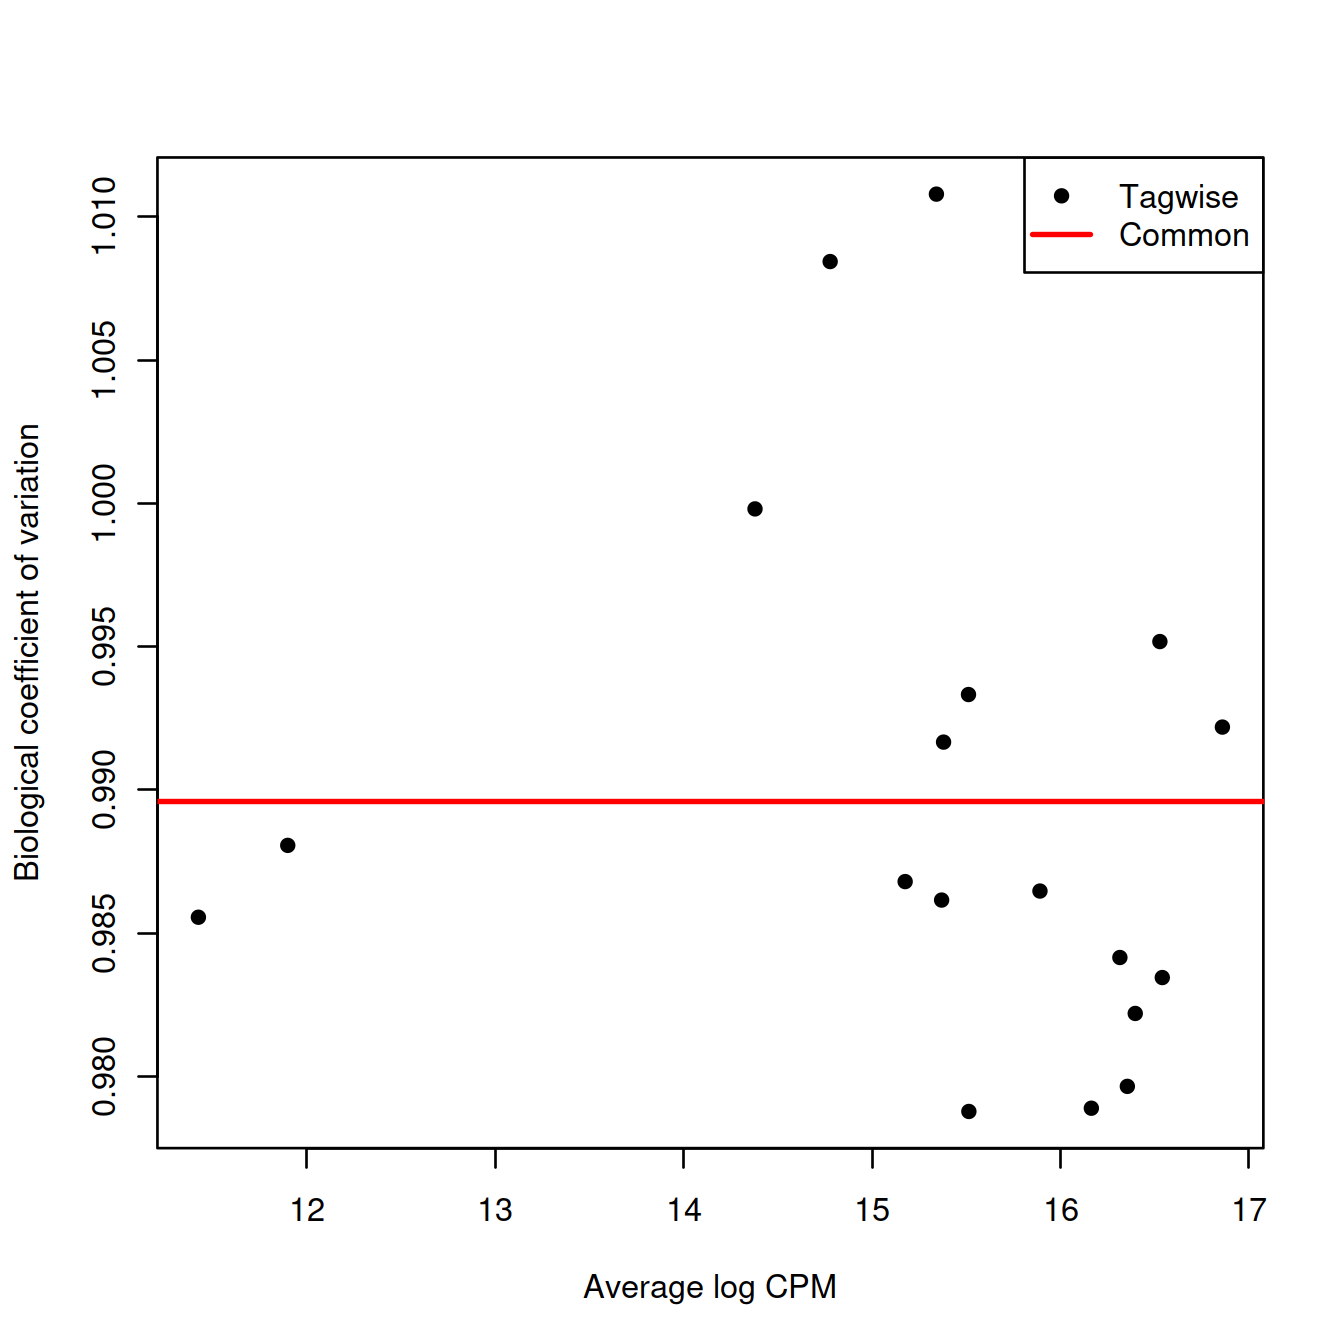 Tagwise
Common
Biological coefficient of variation
1.010
1.005
1.000
0.995
0.990
0.985
0.980
12 13 14 15 16 17
Average log CPM